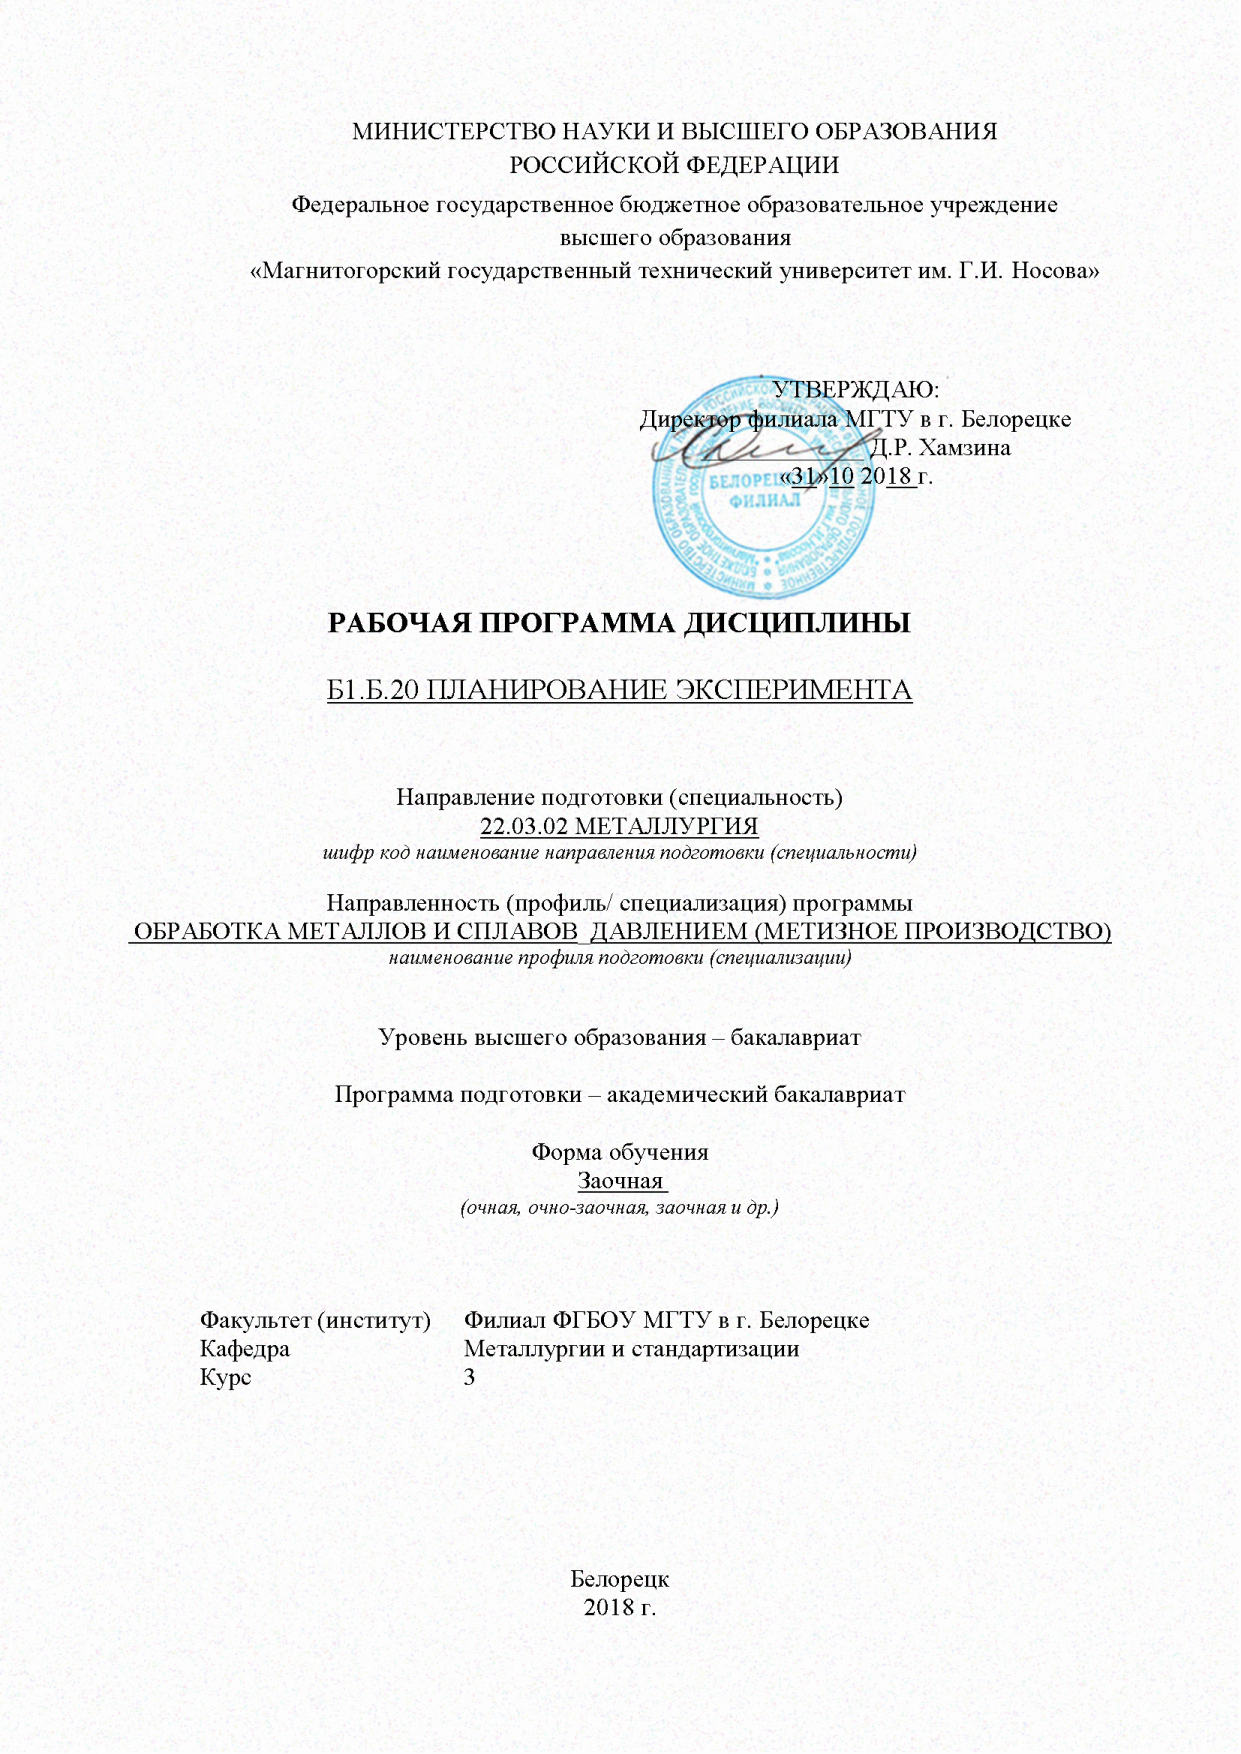 МИНИСТЕРСТВО НАУКИ И ВЫСШЕГО ОБРАЗОВАНИЯ
РОССИЙСКОЙ ФЕДЕРАЦИИ
Федеральное государственное бюджетное образовательное учреждение
высшего образования
«Магнитогорский государственный технический университет им. Г.И. Носова»
УТВЕРЖДАЮ:
Директор филиала МГТУ в г. Белорецке
Д.Р. Хамзина
«31»10 2018 г.
БЕЛОРЕЦКИЙ
ФИЛИАЛ
РАБОЧАЯ ПРОГРАММА ДИСЦИПЛИНЫ
Б1.Б.20 ПЛАНИРОВАНИЕ ЭКСПЕРИМЕНТА
Направление подготовки (специальность)
22.03.02 МЕТАЛЛУРГИЯ
шифр код наименование направления подготовки (специальности)
Направленность (профиль/ специализация) программы
ОБРАБОТКА МЕТАЛЛОВ И СПЛАВОВ ДАВЛЕНИЕМ (МЕТИЗНОЕ ПРОИЗВОДСТВО)
наименование профиля подготовки (специализации)
Уровень высшего образования – бакалавриат
Программа подготовки – академический бакалавриат
Форма обучения
Заочная
(очная, очно-заочная, заочная и др.)
Факультет (институт) Филиал ФГБОУ МГТУ в г. Белорецке
Кафедра Металлургии и стандартизации
Курс 3
Белорецк
2018 г.